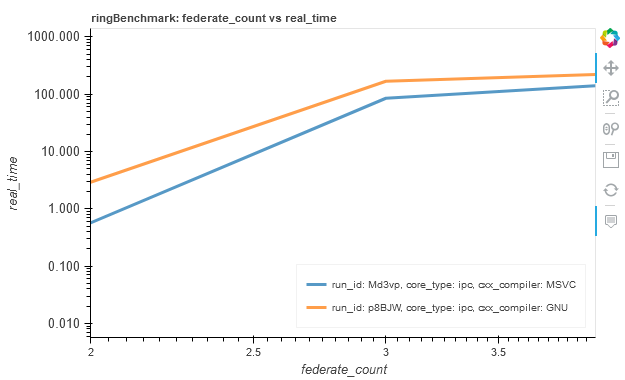 ringBenchmark: federate_count vs real_time
1000.000
100.000
10.000
1.000
0.100
0.010
real_time
run_id: Md3vp, core_type: ipc, cxx_compiler: MSVC
run_id: p8BJW, core_type: ipc, cxx_compiler: GNU
2
2.5
3
3.5
federate_count